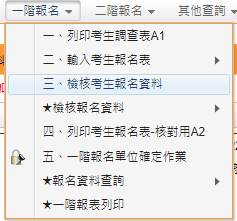 一階報名 二階報名 其他查詢
一、列印考生調查表A1
二、輸入考生報名表
三、檢核考生報名資料
★檢核報名資料
四、列印考生報名表-核對用A2
五、一階報名單位確定作業
★報名資料查詢
★一階報表列印